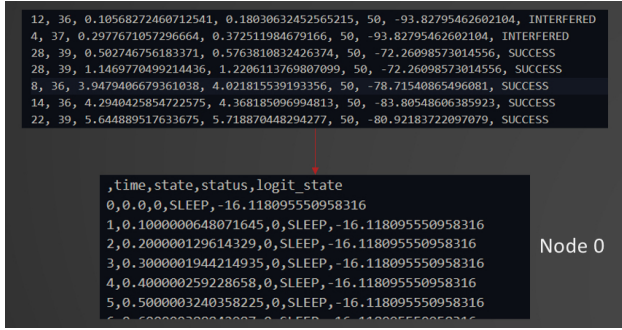 12, 36, 0.10568272460712541, 0.18030632452565215, 50, -93.82795462602104, INTERFERED
4, 37, 0.2977671057296664, 0.372511984679166, 50, -93.82795462602104, INTERFERED
28, 39, 0.502746756183371, 0.5763810832426374, 50, -72.26098573014556, SUCCESS
28, 39, 1.1469770499214436, 1.2206113769807099, 50, -72.26098573014556, SUCCESS
8, 36, 3.9479406679361038, 4.021815539193356, 50, -78.71540865496081, SUCCESS
14, 36, 4.2940425854722575, 4.368185096994813, 50, -83.80548606385923, SUCCESS
22, 39, 5.644889517633675, 5.718870448294277, 50, -80.92183722097079, SUCCESS
,time,state,status,logit_state
0,0.0,0,SLEEP,-16.118095550958316
1,0.1000000648071645,0,SLEEP,-16.118095550958316
2,0.200000129614329,0,SLEEP,-16.118095550958316
3,0.3000001944214935,0,SLEEP,-16.118095550958316
4,0.400000259228658,0,SLEEP,-16.118095550958316
5,0.5000003240358225,0,SLEEP,-16.118095550958316
Node 0